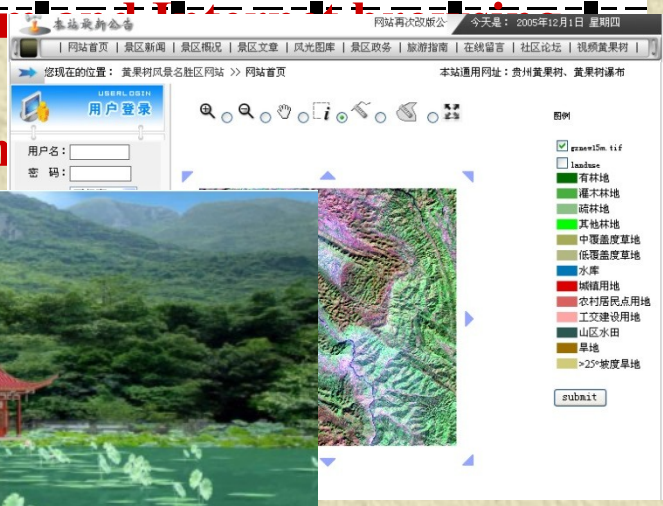 本站最新公告
网站再次改版公
今天是： 2005年12月1日 星期四
| 网站首页 | 景区新闻 | 景区概况 | 景区文章 | 风光图库 | 景区政务 | 旅游指南 | 在线留言 | 社区论坛 | 视频黄果树 |
您现在的位置： 黄果树风景名胜区网站 >> 网站首页
本站通用网址：贵州黄果树、黄果树瀑布
USERLOGIN
用户登录
用户名：
密 码：
图例
gznew15m.tif
landuse
有林地
灌木林地
疏林地
其他林地
中覆盖度草地
低覆盖度草地
水库
城镇用地
农村居民点用地
工交建设用地
山区水田
旱地
>25°坡度旱地
submit